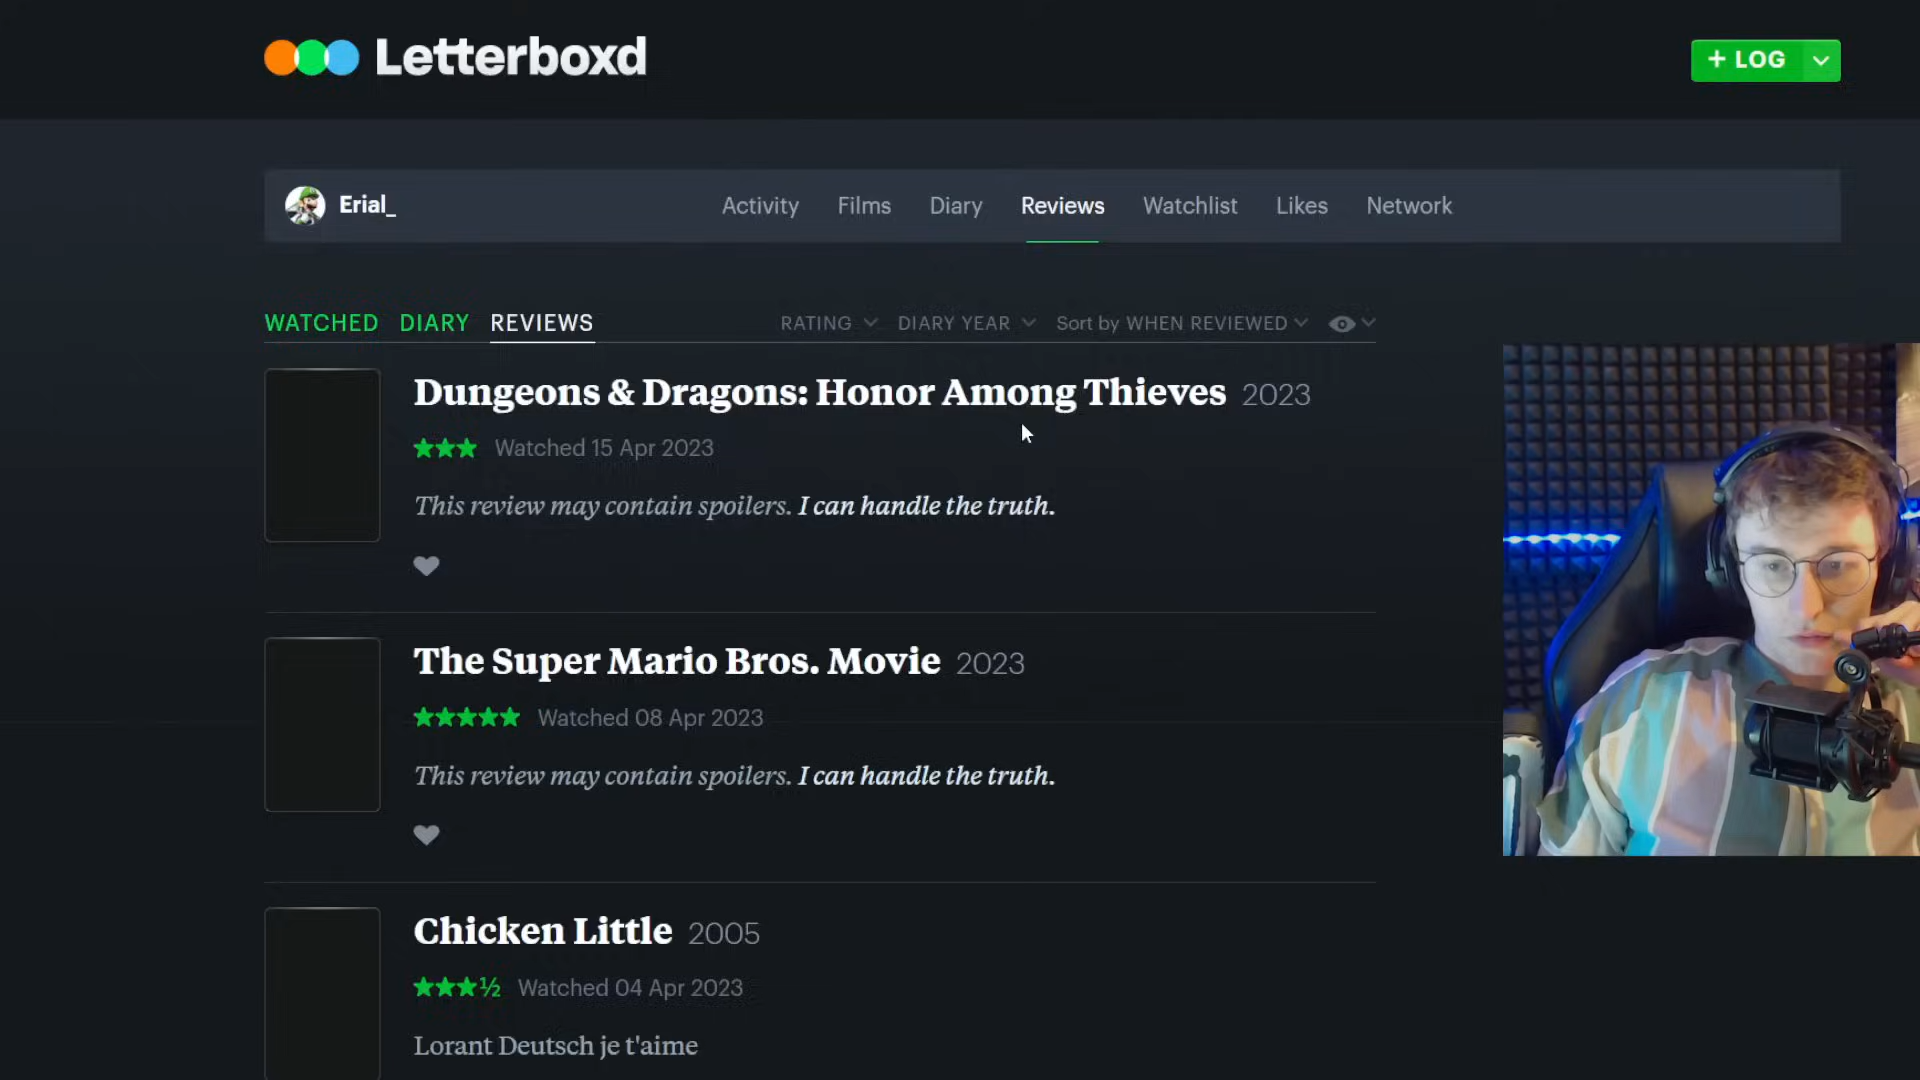 Letterboxd
+ LOG
Erial_
Activity Films Diary Reviews Watchlist Likes Network
WATCHED DIARY REVIEWS RATING DIARY YEAR Sort by WHEN REVIEWED
Dungeons & Dragons: Honor Among Thieves 2023
★★★ Watched 15 Apr 2023
This review may contain spoilers. I can handle the truth.
The Super Mario Bros. Movie 2023
★★★★★ Watched 08 Apr 2023
This review may contain spoilers. I can handle the truth.
Chicken Little 2005
★★★½ Watched 04 Apr 2023
Lorant Deutsch je t'aime